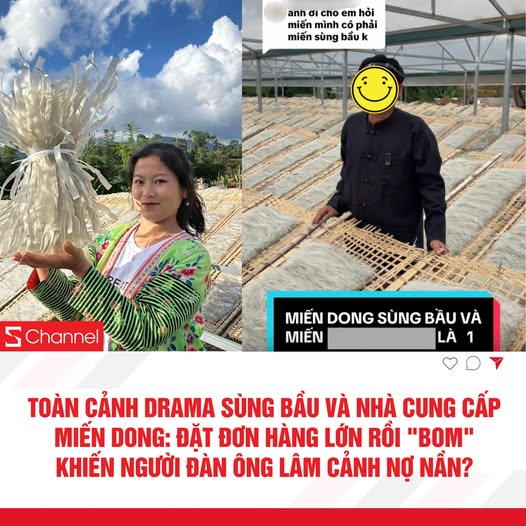 anh ơi cho em hỏi
miến mình có phải
miến sùng bầu k
MIẾN DONG SÙNG BẦU VÀ
MIẾN LÀ 1
S Channel
TOÀN CẢNH DRAMA SÙNG BẦU VÀ NHÀ CUNG CẤP
MIẾN DONG: ĐẶT ĐƠN HÀNG LỚN RỒI "BOM"
KHIẾN NGƯỜI ĐÀN ÔNG LÂM CẢNH NỢ NẦN?